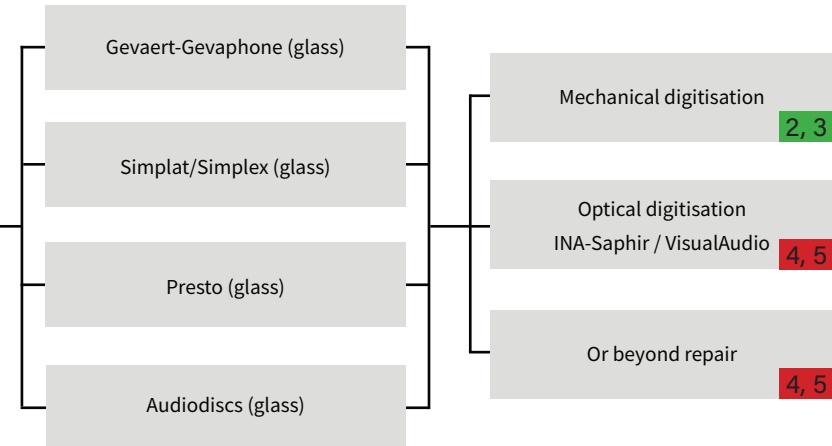 Gevaert-Gevaphone (glass)
Simplat/Simplex (glass)
Presto (glass)
Audiodiscs (glass)
Mechanical digitisation
2, 3
Optical digitisation
INA-Saphir / VisualAudio
4, 5
Or beyond repair
4, 5